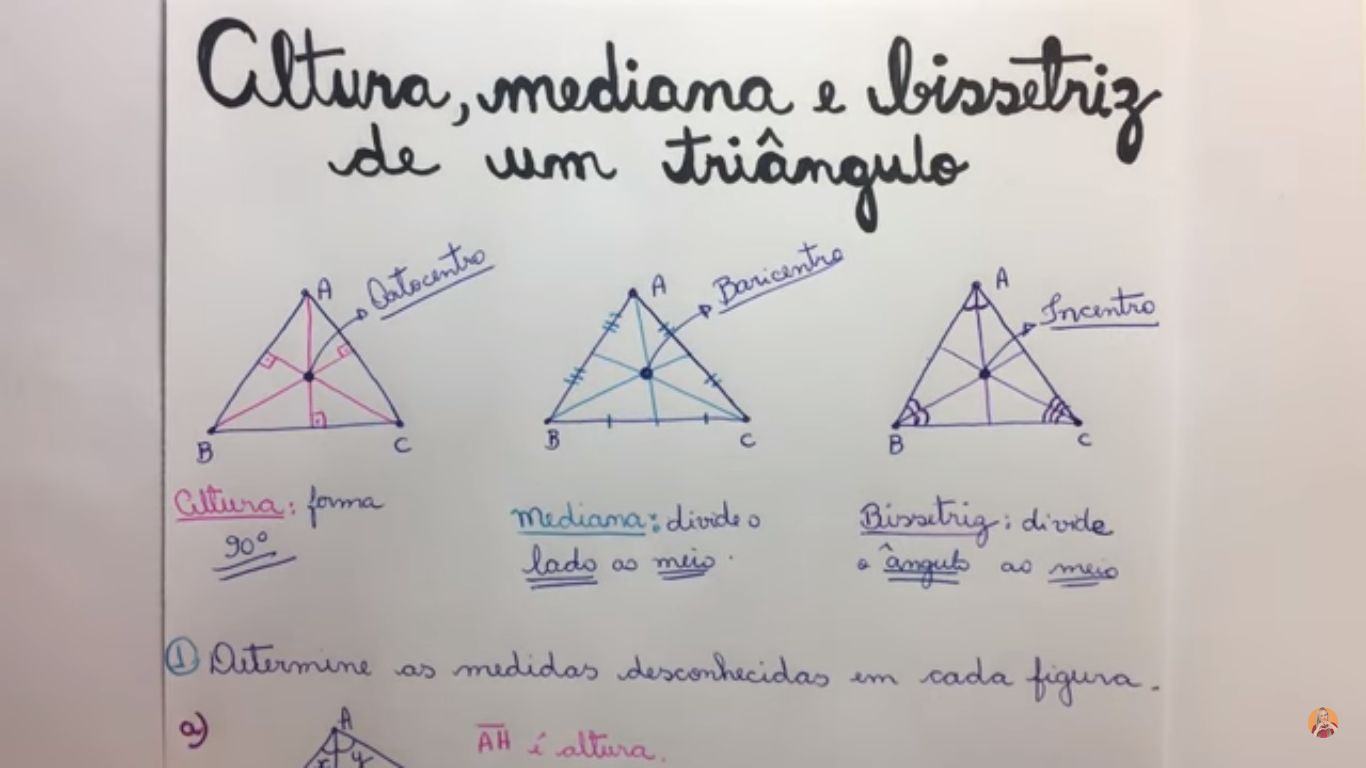 Altura, mediana e bissetriz
de um triângulo
A
Ortocentro
B
C
A
Baricentro
B
C
A
Incentro
B
C
Altura: forma
90°
Mediana: divide o
lado ao meio.
Bissetriz: divide
o ângulo ao meio
1 Determine as medidas desconhecidas em cada figura.
a)
A
x
y
AH é altura.